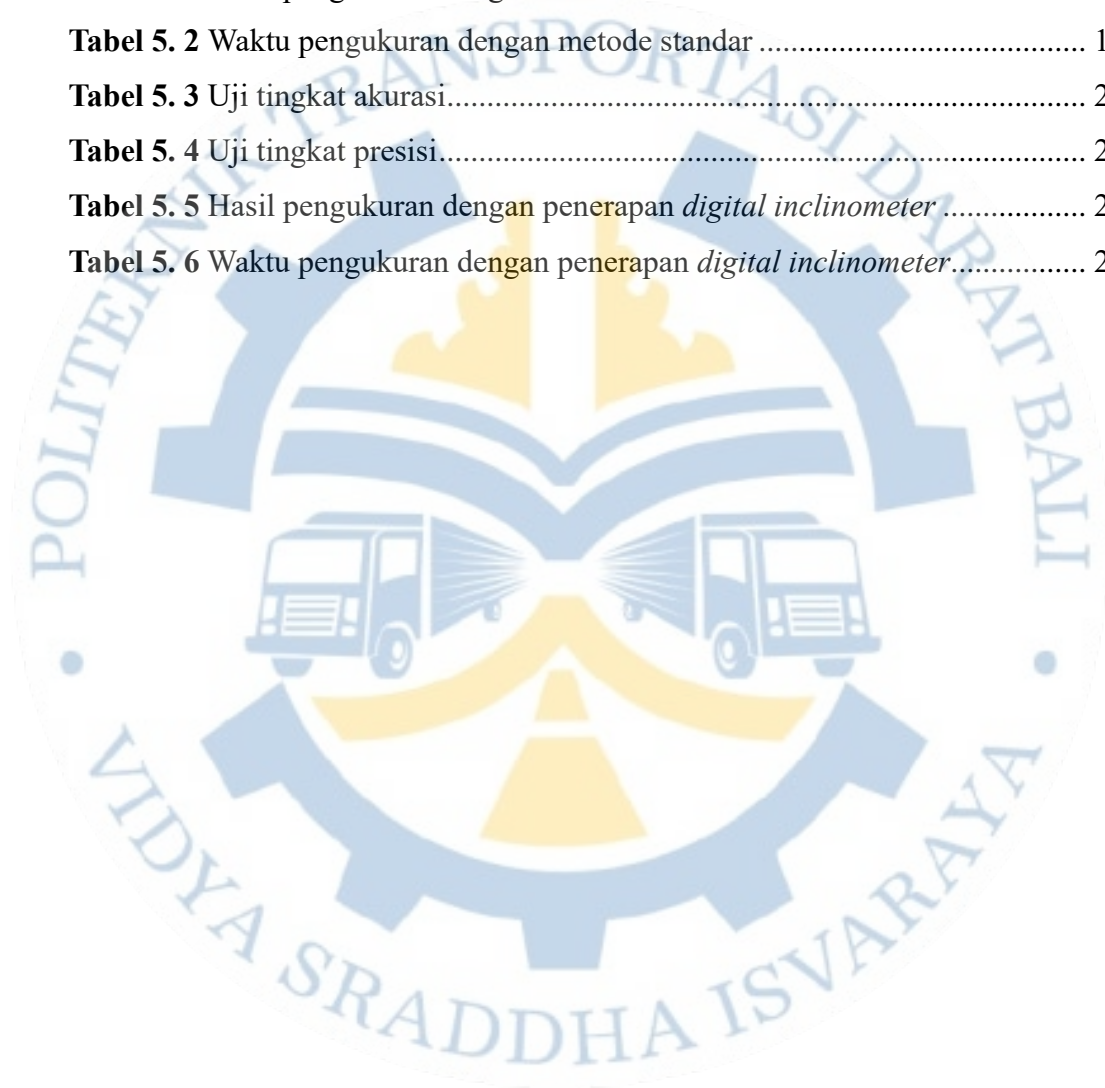 Tabel 5. 2 Waktu pengukuran dengan metode standar ........................................... 1
Tabel 5. 3 Uji tingkat akurasi.................................................................................. 2
Tabel 5. 4 Uji tingkat presisi................................................................................... 2
Tabel 5. 5 Hasil pengukuran dengan penerapan digital inclinometer .................. 2
Tabel 5. 6 Waktu pengukuran dengan penerapan digital inclinometer................. 2
POLITEKNIK TRANSPORTASI DARAT BALI
• VIDYA SRADDHA ISVARAYA •